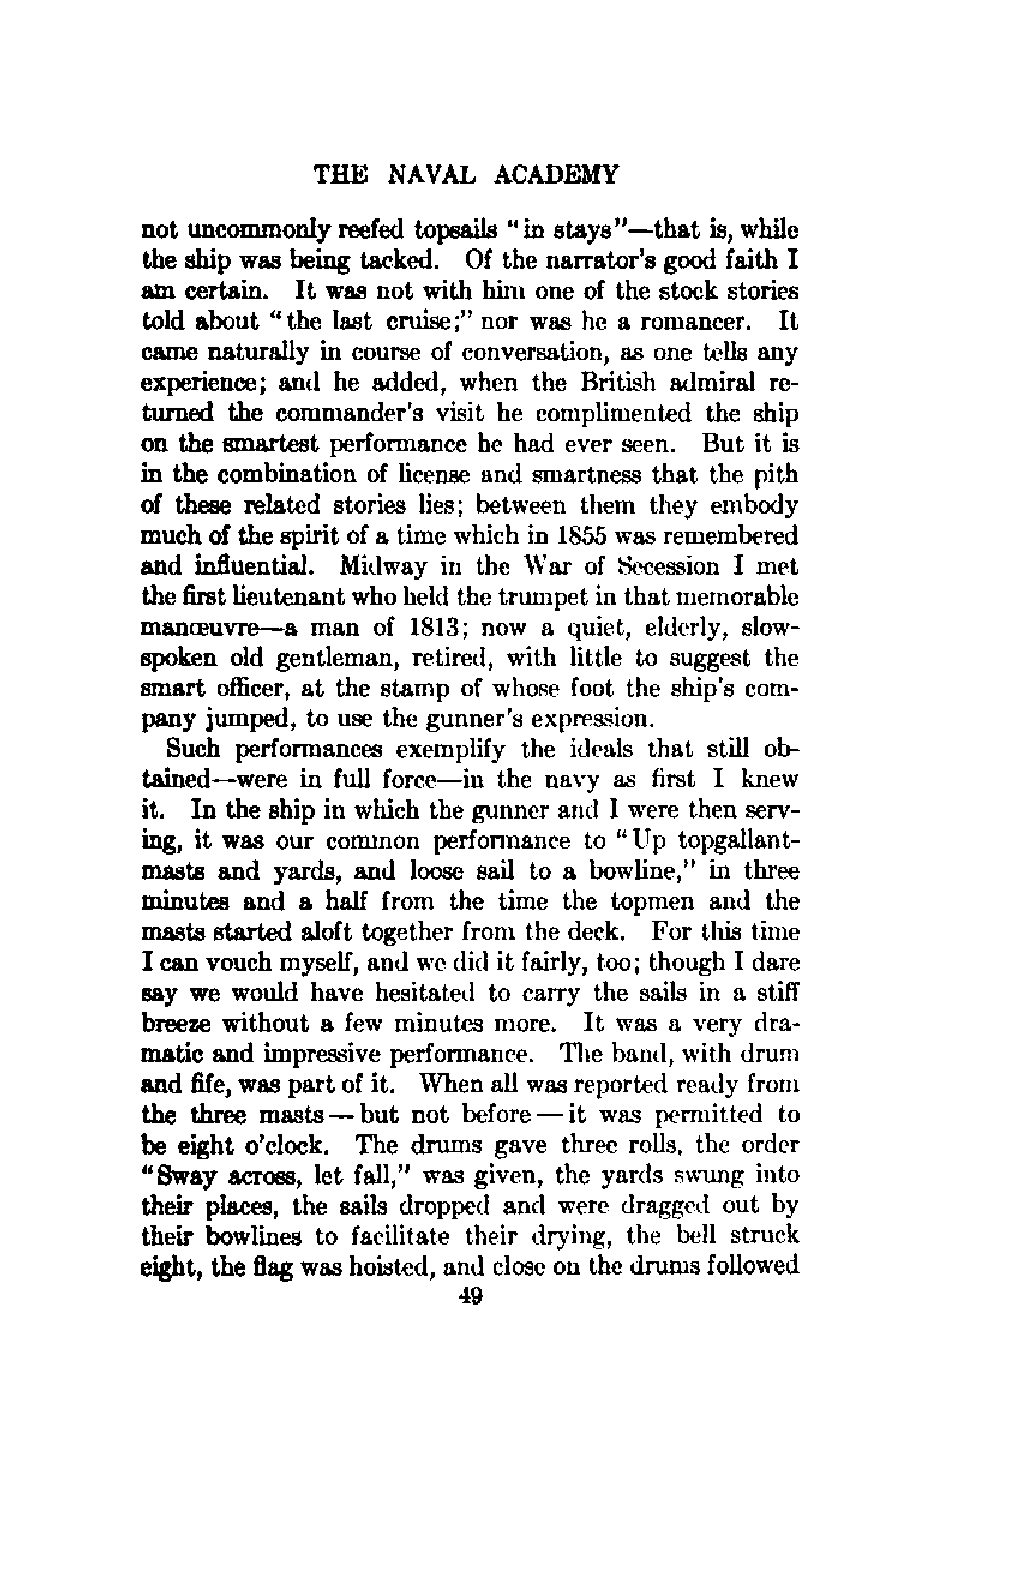 THE NAVAL ACADEMY
not uncommonly reefed topsails "in stays"—that is, while
the ship was being tacked. Of the narrator's good faith I
am certain. It was not with him one of the stock stories
told about "the last cruise;" nor was he a romancer. It
came naturally in course of conversation, as one tells any
experience; and he added, when the British admiral re-
turned the commander's visit he complimented the ship
on the smartest performance he had ever seen. But it is
in the combination of license and smartness that the pith
of these related stories lies; between them they embody
much of the spirit of a time which in 1855 was remembered
and influential. Midway in the War of Secession I met
the first lieutenant who held the trumpet in that memorable
manœuvre—a man of 1813; now a quiet, elderly, slow-
spoken old gentleman, retired, with little to suggest the
smart officer, at the stamp of whose foot the ship's com-
pany jumped, to use the gunner's expression.
Such performances exemplify the ideals that still ob-
tained—were in full force—in the navy as first I knew
it. In the ship in which the gunner and I were then serv-
ing, it was our common performance to "Up topgallant-
masts and yards, and loose sail to a bowline," in three
minutes and a half from the time the topmen and the
masts started aloft together from the deck. For this time
I can vouch myself, and we did it fairly, too; though I dare
say we would have hesitated to carry the sails in a stiff
breeze without a few minutes more. It was a very dra-
matic and impressive performance. The band, with drum
and fife, was part of it. When all was reported ready from
the three masts—but not before—it was permitted to
be eight o'clock. The drums gave three rolls, the order
"Sway across, let fall," was given, the yards swung into
their places, the sails dropped and were dragged out by
their bowlines to facilitate their drying, the bell struck
eight, the flag was hoisted, and close on the drums followed
49